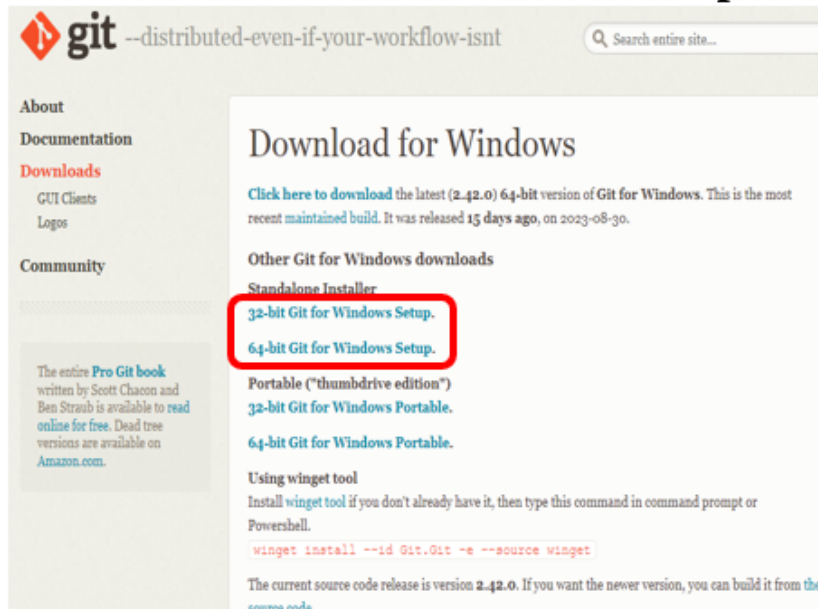 git --distributed-even-if-your-workflow-isnt
Search entire site...
About
Documentation
Downloads
GUI Clients
Logos
Community
The entire Pro Git book
written by Scott Chacon and
Ben Straub is available to read
online for free. Dead tree
versions are available on
Amazon.com.
Download for Windows
Click here to download the latest (2.42.0) 64-bit version of Git for Windows. This is the most
recent maintained build. It was released 15 days ago, on 2023-08-30.
Other Git for Windows downloads
Standalone Installer
32-bit Git for Windows Setup.
64-bit Git for Windows Setup.
Portable ("thumbdrive edition")
32-bit Git for Windows Portable.
64-bit Git for Windows Portable.
Using winget tool
Install winget tool if you don't already have it, then type this command in command prompt or
Powershell.
winget install --id Git.Git -e --source winget
The current source code release is version 2.42.0. If you want the newer version, you can build it from the
source code.